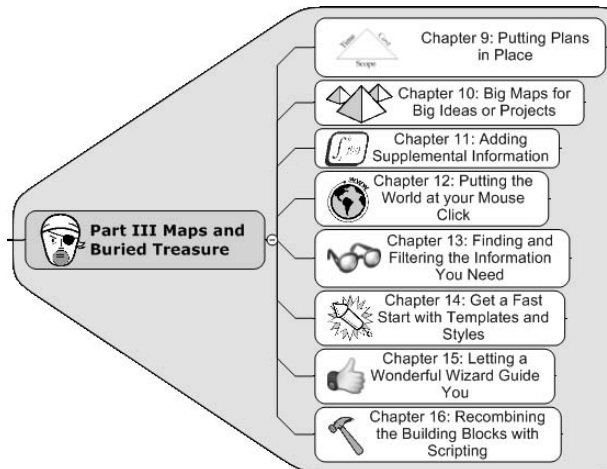 Part III Maps and
Buried Treasure
Time
Cost
Scope
Chapter 9: Putting Plans
in Place
Chapter 10: Big Maps for
Big Ideas or Projects
Chapter 11: Adding
Supplemental Information
www
Chapter 12: Putting the
World at your Mouse
Click
Chapter 13: Finding and
Filtering the Information
You Need
Chapter 14: Get a Fast
Start with Templates and
Styles
Chapter 15: Letting a
Wonderful Wizard Guide
You
Chapter 16: Recombining
the Building Blocks with
Scripting